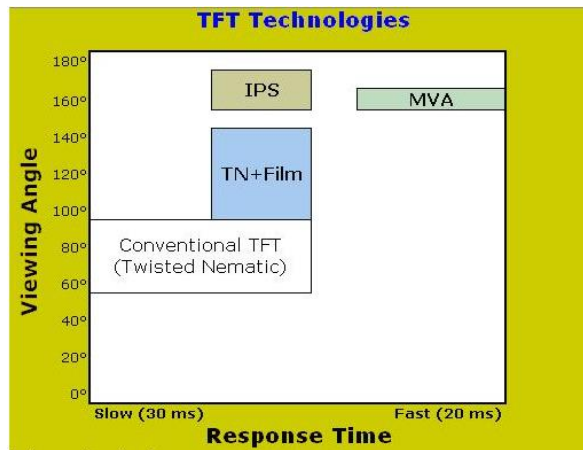 TFT Technologies
180°
160°
140°
120°
100°
80°
60°
40°
20°
0°
Viewing Angle
IPS
MVA
TN+Film
Conventional TFT
(Twisted Nematic)
Slow (30 ms)
Fast (20 ms)
Response Time